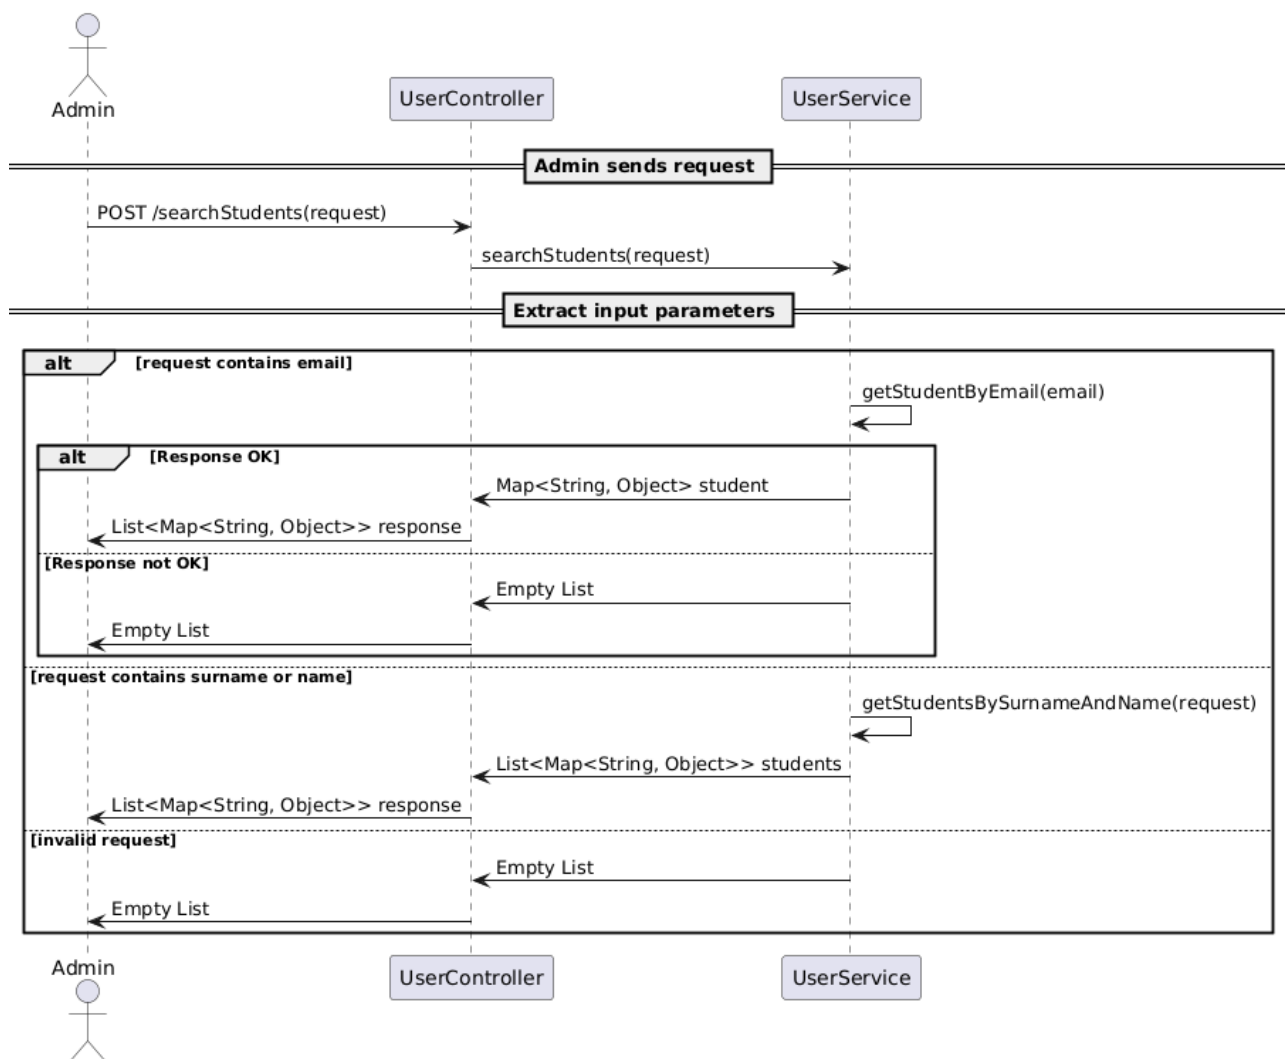 Admin
UserController
UserService
Admin sends request
POST /searchStudents(request)
searchStudents(request)
Extract input parameters
alt [request contains email]
getStudentByEmail(email)
alt [Response OK]
Map<String, Object> student
List<Map<String, Object>> response
[Response not OK]
Empty List
Empty List
[request contains surname or name]
getStudentsBySurnameAndName(request)
List<Map<String, Object>> students
List<Map<String, Object>> response
[invalid request]
Empty List
Empty List
Admin
UserController
UserService